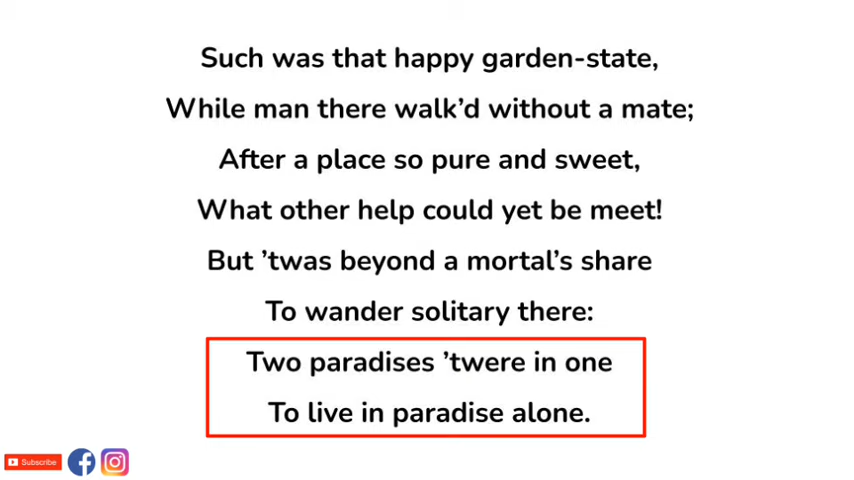 Such was that happy garden-state,
While man there walk’d without a mate;
After a place so pure and sweet,
What other help could yet be meet!
But ’twas beyond a mortal’s share
To wander solitary there:
Two paradises ’twere in one
To live in paradise alone.
Subscribe